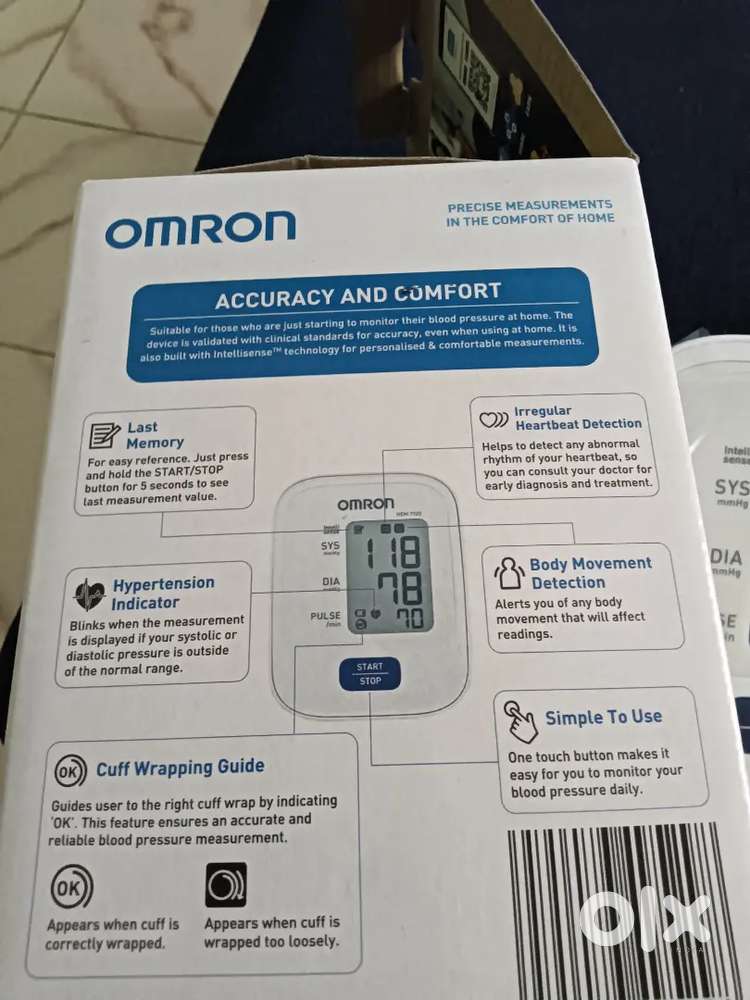 OMRON
PRECISE MEASUREMENTS
IN THE COMFORT OF HOME
ACCURACY AND COMFORT
Suitable for those who are just starting to monitor their blood pressure at home. The
device is validated with clinical standards for accuracy, even when using at home. It is
also built with Intellisense™ technology for personalised & comfortable measurements.
Last
Memory
For easy reference. Just press
and hold the START/STOP
button for 5 seconds to see
last measurement value.
Irregular
Heartbeat Detection
Helps to detect any abnormal
rhythm of your heartbeat, so
you can consult your doctor for
early diagnosis and treatment.
OMRON
SYS
mmHg
118
DIA
mmHg
78
PULSE
/min
70
START
STOP
Hypertension
Indicator
Blinks when the measurement
is displayed if your systolic or
diastolic pressure is outside
of the normal range.
Body Movement
Detection
Alerts you of any body
movement that will affect
readings.
OK
Cuff Wrapping Guide
Guides user to the right cuff wrap by indicating
'OK'. This feature ensures an accurate and
reliable blood pressure measurement.
OK
Appears when cuff is
correctly wrapped.
Appears when cuff is
wrapped too loosely.
Simple To Use
One touch button makes it
easy for you to monitor your
blood pressure daily.
Intelli
sense
SYS
mmHg
DIA
mmHg
SE
in
olx